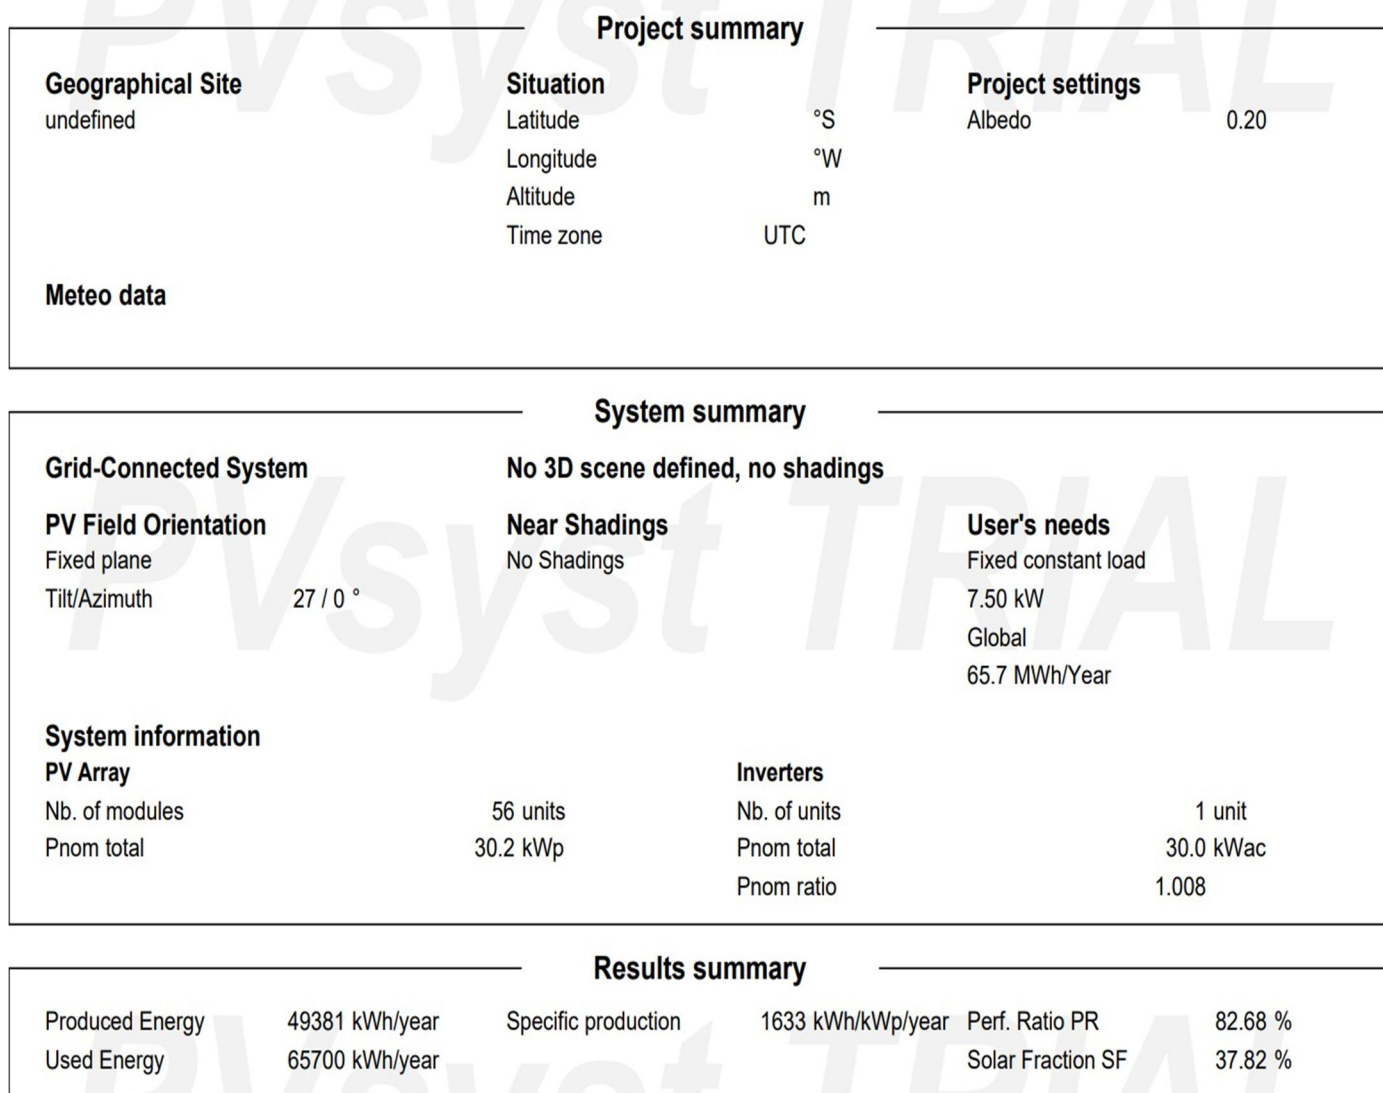 Project summary
Geographical Site
undefined
Situation
Latitude °S
Longitude °W
Altitude m
Time zone UTC
Project settings
Albedo 0.20
Meteo data
System summary
Grid-Connected System
No 3D scene defined, no shadings
PV Field Orientation
Fixed plane
Tilt/Azimuth 27 / 0 °
Near Shadings
No Shadings
User's needs
Fixed constant load
7.50 kW
Global
65.7 MWh/Year
System information
PV Array
Nb. of modules 56 units
Pnom total 30.2 kWp
Inverters
Nb. of units 1 unit
Pnom total 30.0 kWac
Pnom ratio 1.008
Results summary
Produced Energy 49381 kWh/year Specific production 1633 kWh/kWp/year Perf. Ratio PR 82.68 %
Used Energy 65700 kWh/year Solar Fraction SF 37.82 %
PVsyst TRIAL
PVsyst TRIAL
PVsyst TRIAL